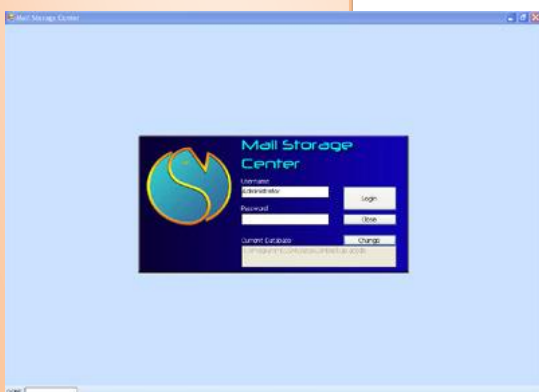 Mail Storage Center
Mail Storage
Center
Username
Administrator
Login
Password
Close
Current Database
Change